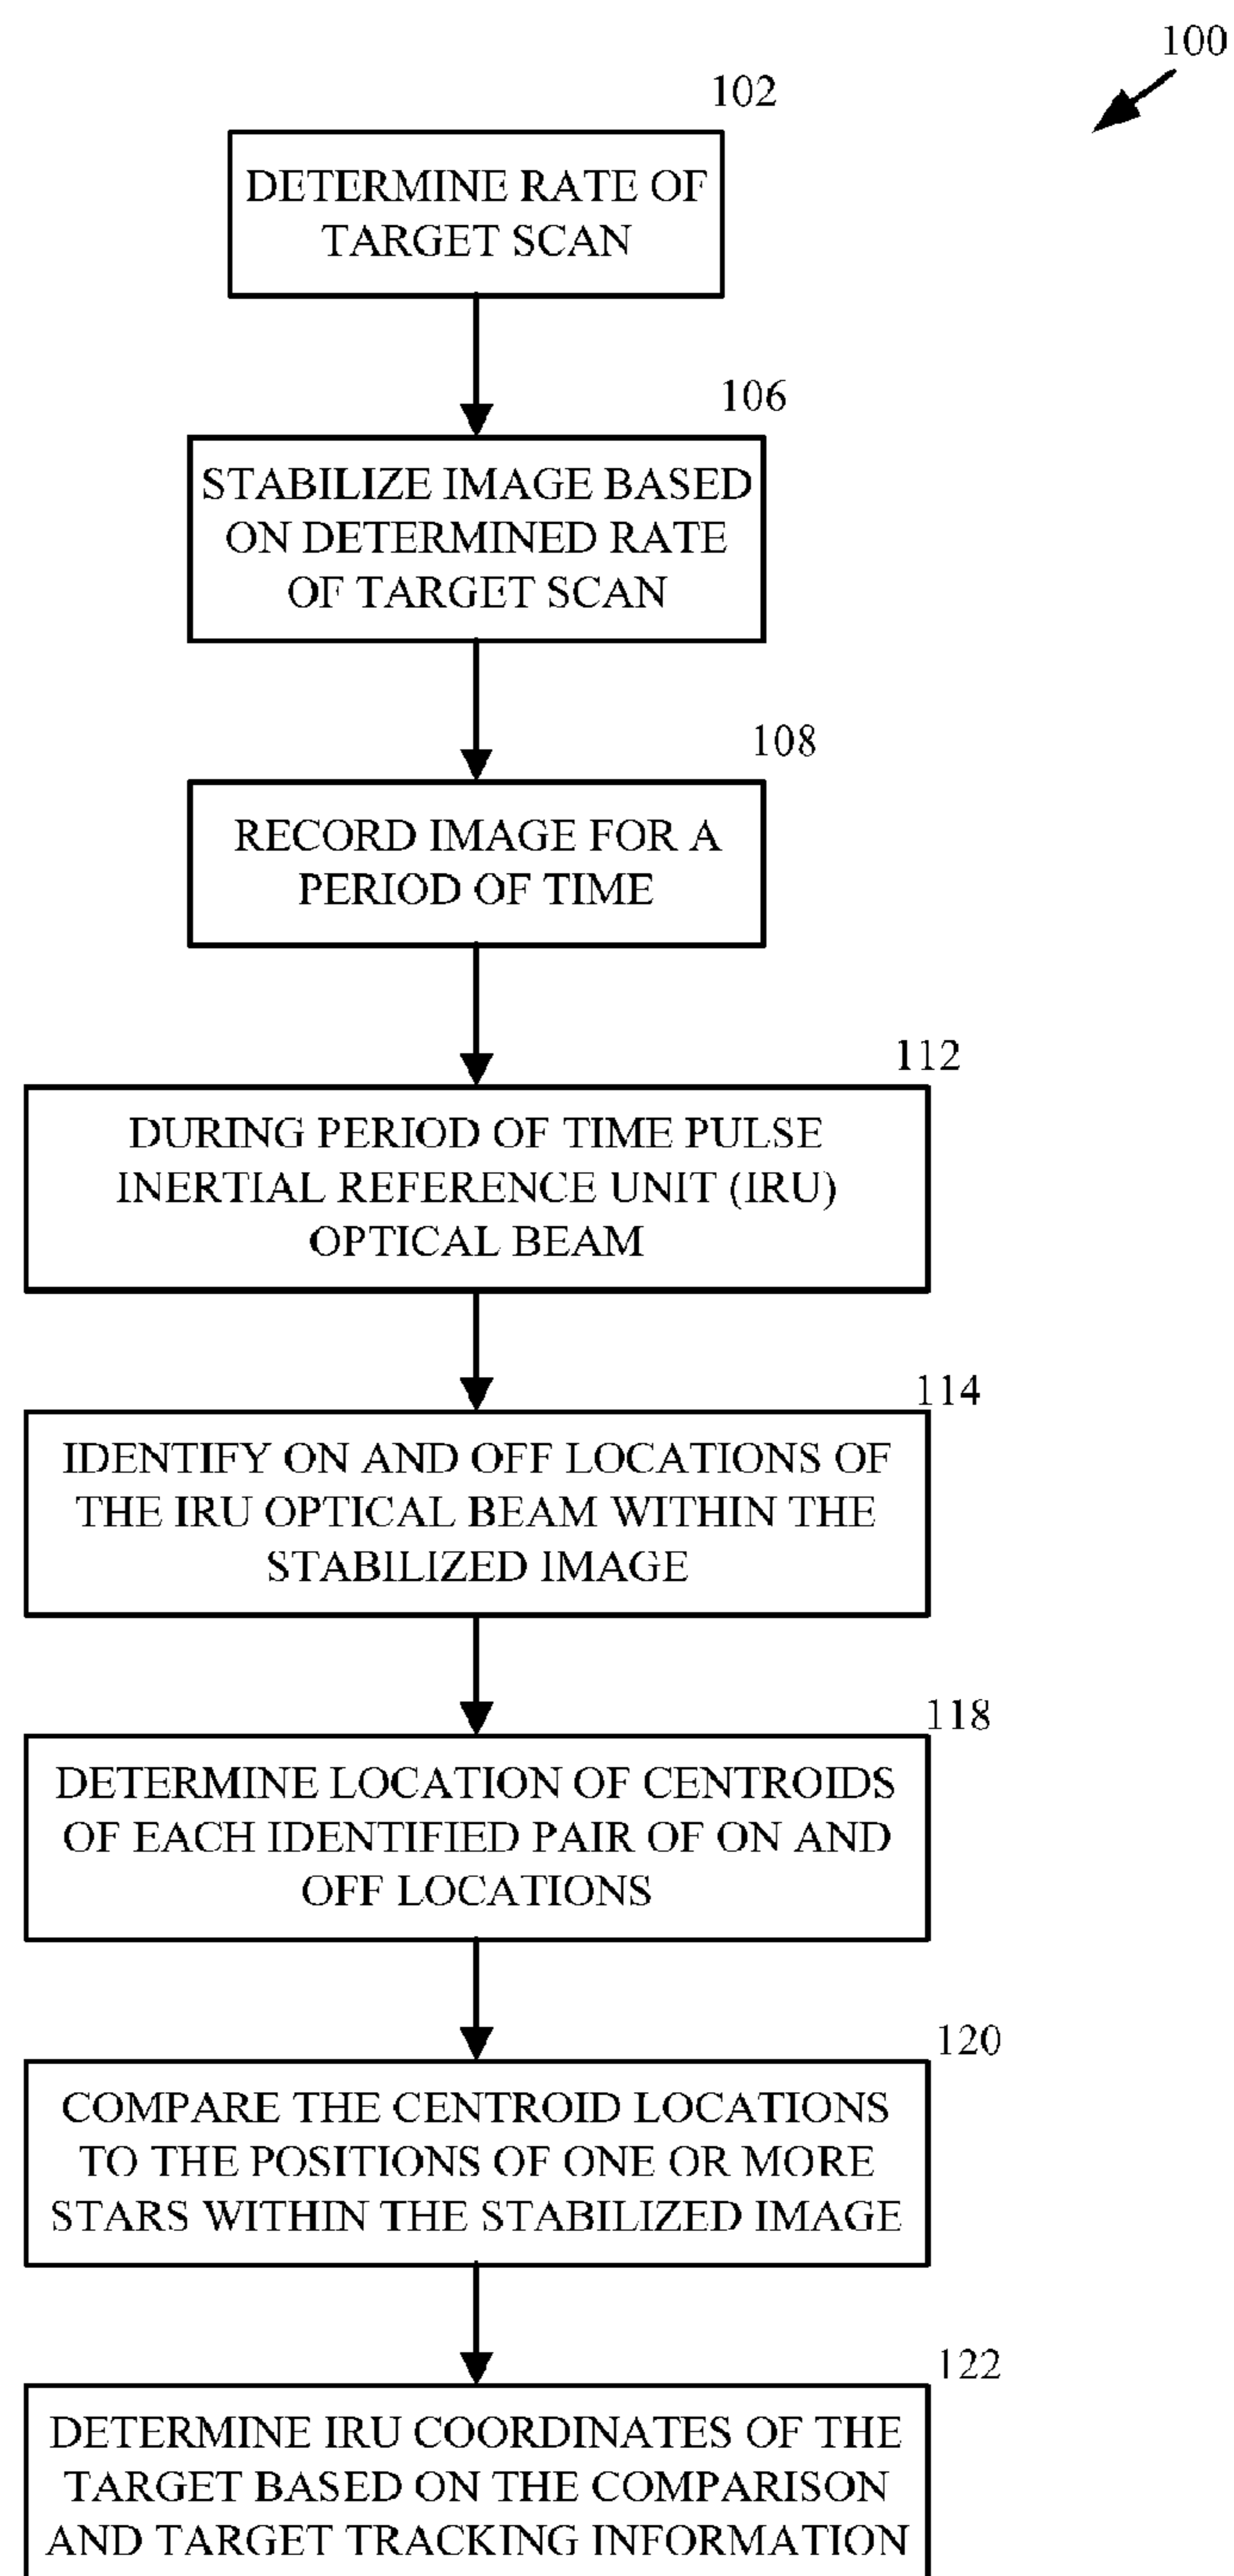 100
102
DETERMINE RATE OF
TARGET SCAN
106
STABILIZE IMAGE BASED
ON DETERMINED RATE
OF TARGET SCAN
108
RECORD IMAGE FOR A
PERIOD OF TIME
112
DURING PERIOD OF TIME PULSE
INERTIAL REFERENCE UNIT (IRU)
OPTICAL BEAM
114
IDENTIFY ON AND OFF LOCATIONS OF
THE IRU OPTICAL BEAM WITHIN THE
STABILIZED IMAGE
118
DETERMINE LOCATION OF CENTROIDS
OF EACH IDENTIFIED PAIR OF ON AND
OFF LOCATIONS
120
COMPARE THE CENTROID LOCATIONS
TO THE POSITIONS OF ONE OR MORE
STARS WITHIN THE STABILIZED IMAGE
122
DETERMINE IRU COORDINATES OF THE
TARGET BASED ON THE COMPARISON
AND TARGET TRACKING INFORMATION